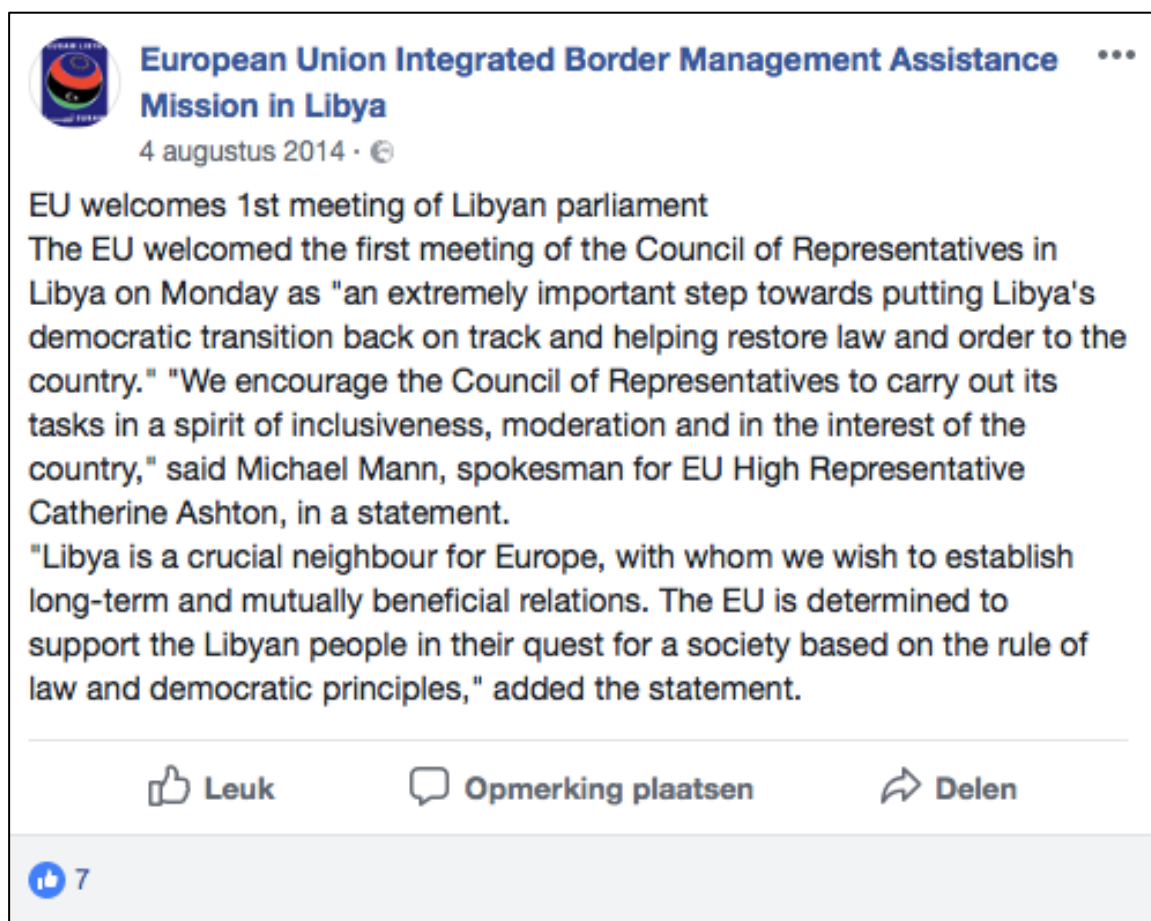 European Union Integrated Border Management Assistance
Mission in Libya
4 augustus 2014 ·
EU welcomes 1st meeting of Libyan parliament
The EU welcomed the first meeting of the Council of Representatives in
Libya on Monday as "an extremely important step towards putting Libya's
democratic transition back on track and helping restore law and order to the
country." "We encourage the Council of Representatives to carry out its
tasks in a spirit of inclusiveness, moderation and in the interest of the
country," said Michael Mann, spokesman for EU High Representative
Catherine Ashton, in a statement.
"Libya is a crucial neighbour for Europe, with whom we wish to establish
long-term and mutually beneficial relations. The EU is determined to
support the Libyan people in their quest for a society based on the rule of
law and democratic principles," added the statement.
Leuk Opmerking plaatsen Delen
7